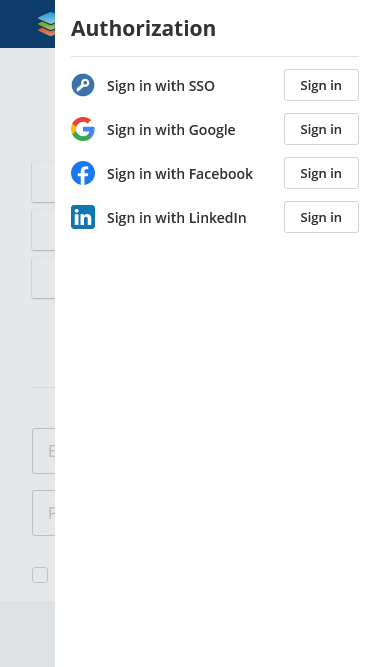 Authorization
Sign in with SSO
Sign in
Sign in with Google
Sign in
Sign in with Facebook
Sign in
Sign in with LinkedIn
Sign in